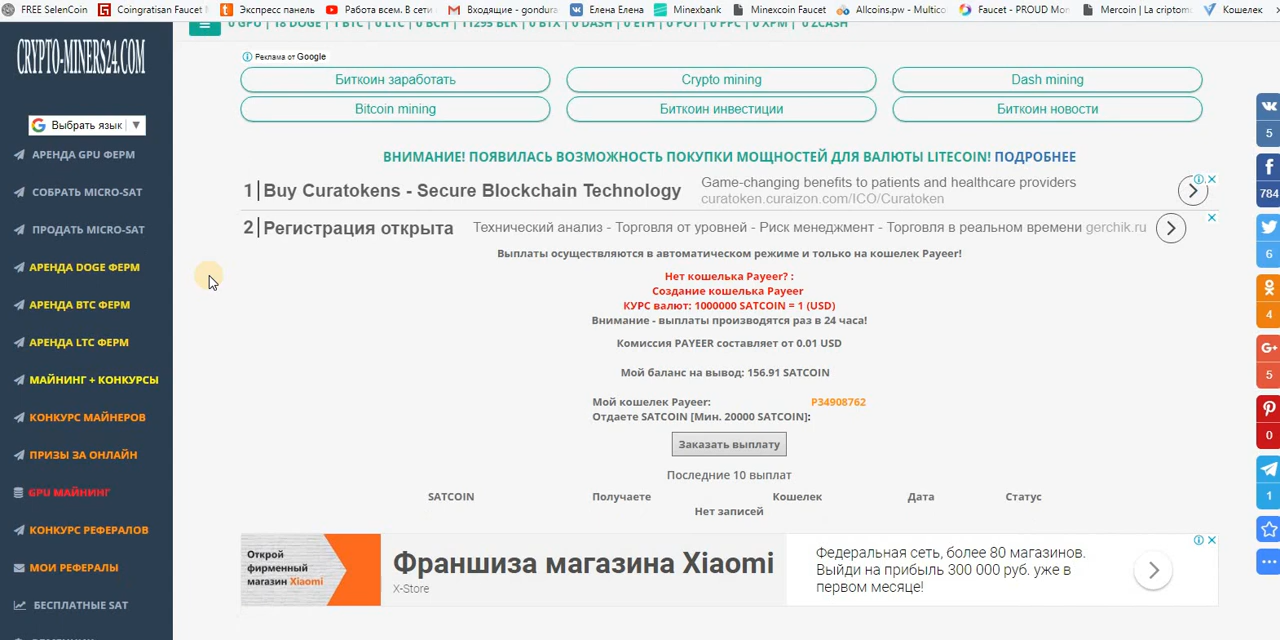 FREE SelenCoin
Coingratisan Faucet
Экспресс панель
Работа всем. В сети
Входящие - gondura
Елена Елена
Minexbank
Minexcoin Faucet
Allcoins.pw - Multico
Faucet - PROUD Mon
Mercoin | La criptom
Кошелек
0 GPU | 18 DOGE | 1 BTC | 0 LTC | 0 BCH | 11295 BLK | 0 BTX | 0 DASH | 0 ETH | 0 POT | 0 PPC | 0 XPM | 0 ZCASH
CRYPTO-MINERS24.COM
Выбрать язык
АРЕНДА GPU ФЕРМ
СОБРАТЬ MICRO-SAT
ПРОДАТЬ MICRO-SAT
АРЕНДА DOGE ФЕРМ
АРЕНДА BTC ФЕРМ
АРЕНДА LTC ФЕРМ
МАЙНИНГ + КОНКУРСЫ
КОНКУРС МАЙНЕРОВ
ПРИЗЫ ЗА ОНЛАЙН
GPU МАЙНИНГ
КОНКУРС РЕФЕРАЛОВ
МОИ РЕФЕРАЛЫ
БЕСПЛАТНЫЕ SAT
Реклама от Google
Биткоин заработать
Crypto mining
Dash mining
Bitcoin mining
Биткоин инвестиции
Биткоин новости
ВНИМАНИЕ! ПОЯВИЛАСЬ ВОЗМОЖНОСТЬ ПОКУПКИ МОЩНОСТЕЙ ДЛЯ ВАЛЮТЫ LITECOIN! ПОДРОБНЕЕ
1 Buy Curatokens - Secure Blockchain Technology
Game-changing benefits to patients and healthcare providers
curatoken.curaizon.com/ICO/Curatoken
2 Регистрация открыта
Технический анализ - Торговля от уровней - Риск менеджмент - Торговля в реальном времени gerchik.ru
Выплаты осуществляются в автоматическом режиме и только на кошелек Payeer!
Нет кошелька Payeer? :
Создание кошелька Payeer
КУРС валют: 1000000 SATCOIN = 1 (USD)
Внимание - выплаты производятся раз в 24 часа!
Комиссия PAYEER составляет от 0.01 USD
Мой баланс на вывод: 156.91 SATCOIN
Мой кошелек Payeer: P34908762
Отдаете SATCOIN [Мин. 20000 SATCOIN]:
Заказать выплату
Последние 10 выплат
SATCOIN Получаете Кошелек Дата Статус
Нет записей
Открой
фирменный
магазин Xiaomi
Франшиза магазина Xiaomi
X-Store
Федеральная сеть, более 80 магазинов.
Выйди на прибыль 300 000 руб. уже в
первом месяце!
5
784
6
4
5
0
1